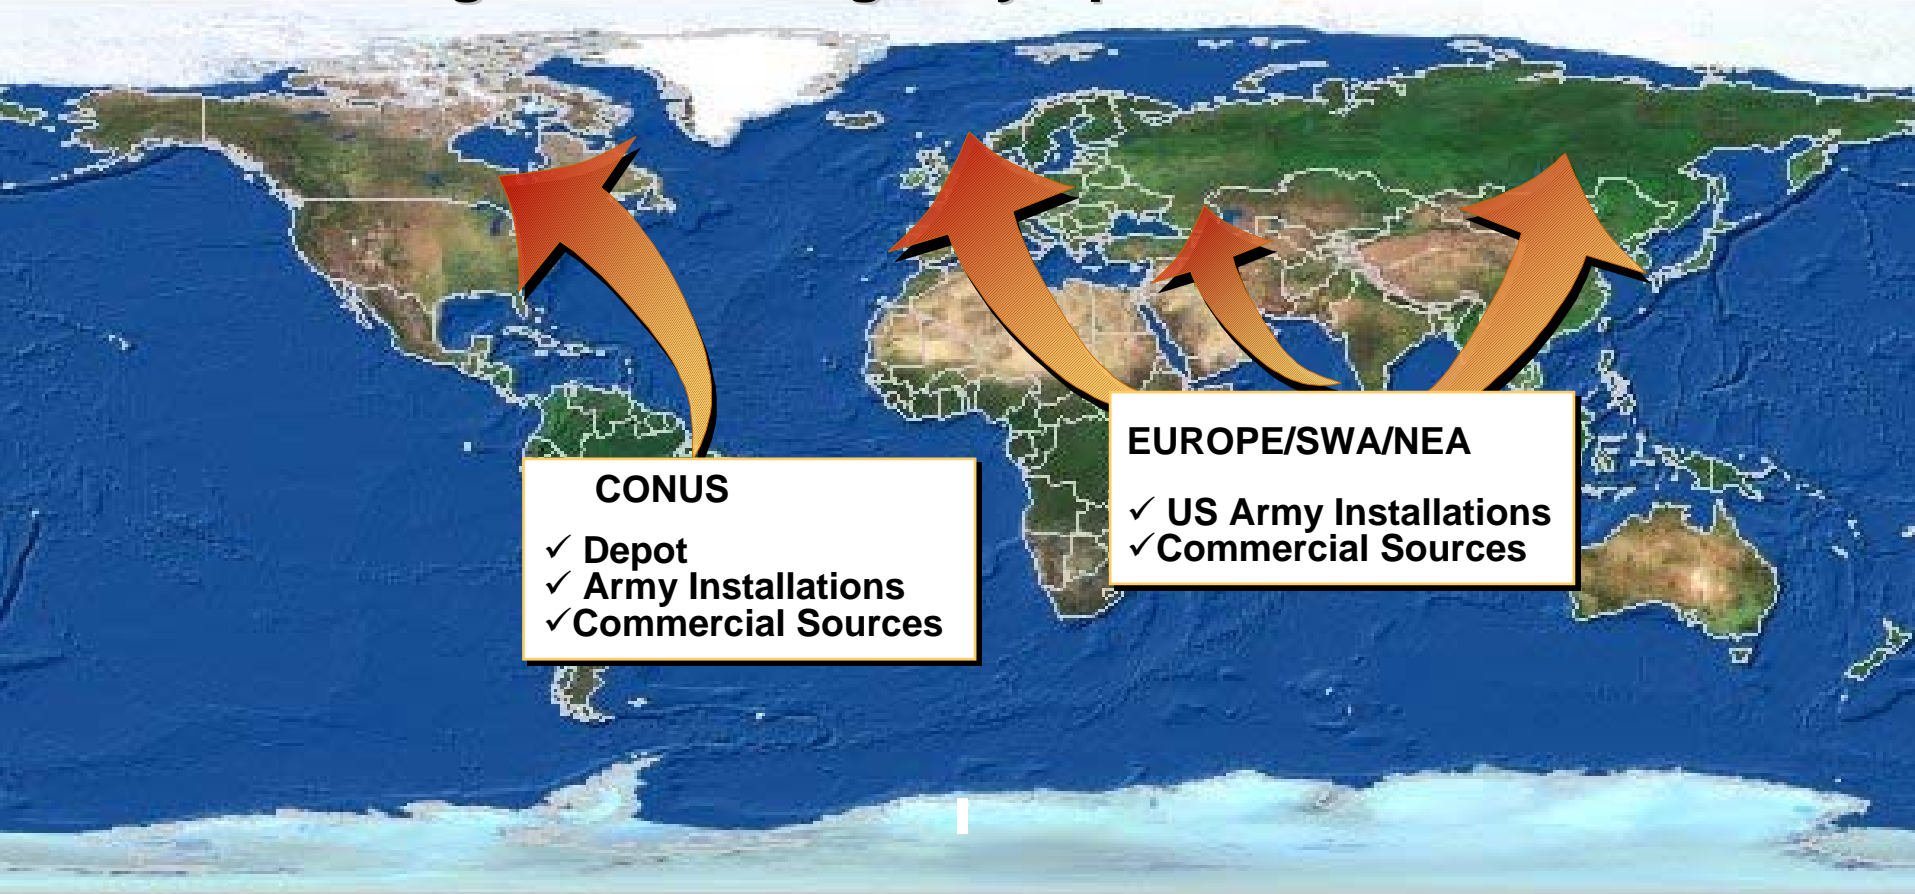 CONUS
✓ Depot
✓ Army Installations
✓Commercial Sources
EUROPE/SWA/NEA
✓ US Army Installations
✓Commercial Sources